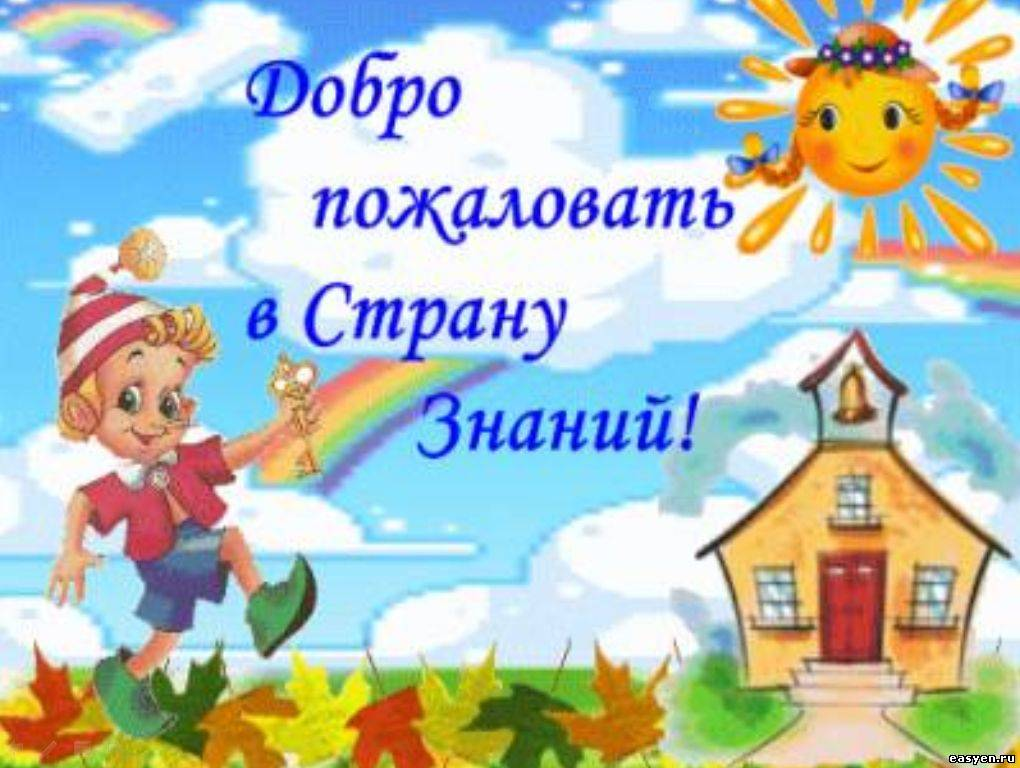 Добро
пожаловать
в Страну
Знаний!
easyen.ru